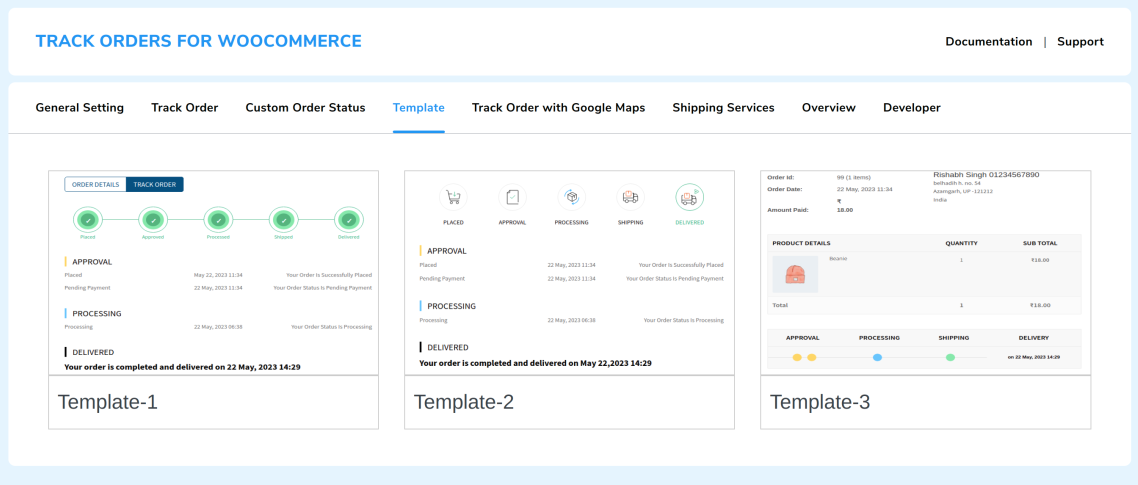 TRACK ORDERS FOR WOOCOMMERCE
Documentation | Support
General Setting Track Order Custom Order Status Template Track Order with Google Maps Shipping Services Overview Developer
ORDER DETAILS TRACK ORDER
Placed Approval Processed Shipped Delivered
APPROVAL
Placed May 22, 2023 11:34 Your Order Is Successfully Placed
Pending Payment 22 May, 2023 11:34 Your Order Status Is Pending Payment
PROCESSING
Processing 22 May, 2023 06:38 Your Order Status Is Processing
DELIVERED
Your order is completed and delivered on 22 May, 2023 14:29
Template-1
PLACED APPROVAL PROCESSING SHIPPING DELIVERED
APPROVAL
Placed 22 May, 2023 11:34 Your Order Is Successfully Placed
Pending Payment 22 May, 2023 11:34 Your Order Status Is Pending Payment
PROCESSING
Processing 22 May, 2023 06:38 Your Order Status Is Processing
DELIVERED
Your order is completed and delivered on May 22,2023 14:29
Template-2
Order Id: 99 (1 items)
Order Date: 22 May, 2023 11:34
₹
Amount Paid: 18.00
Rishabh Singh 01234567890
belhadih h. no. 54
Azamgarh, UP -121212
India
PRODUCT DETAILS QUANTITY SUB TOTAL
Beanie 1 ₹18.00
Total 1 ₹18.00
APPROVAL PROCESSING SHIPPING DELIVERY
on 22 May, 2023 14:29
Template-3